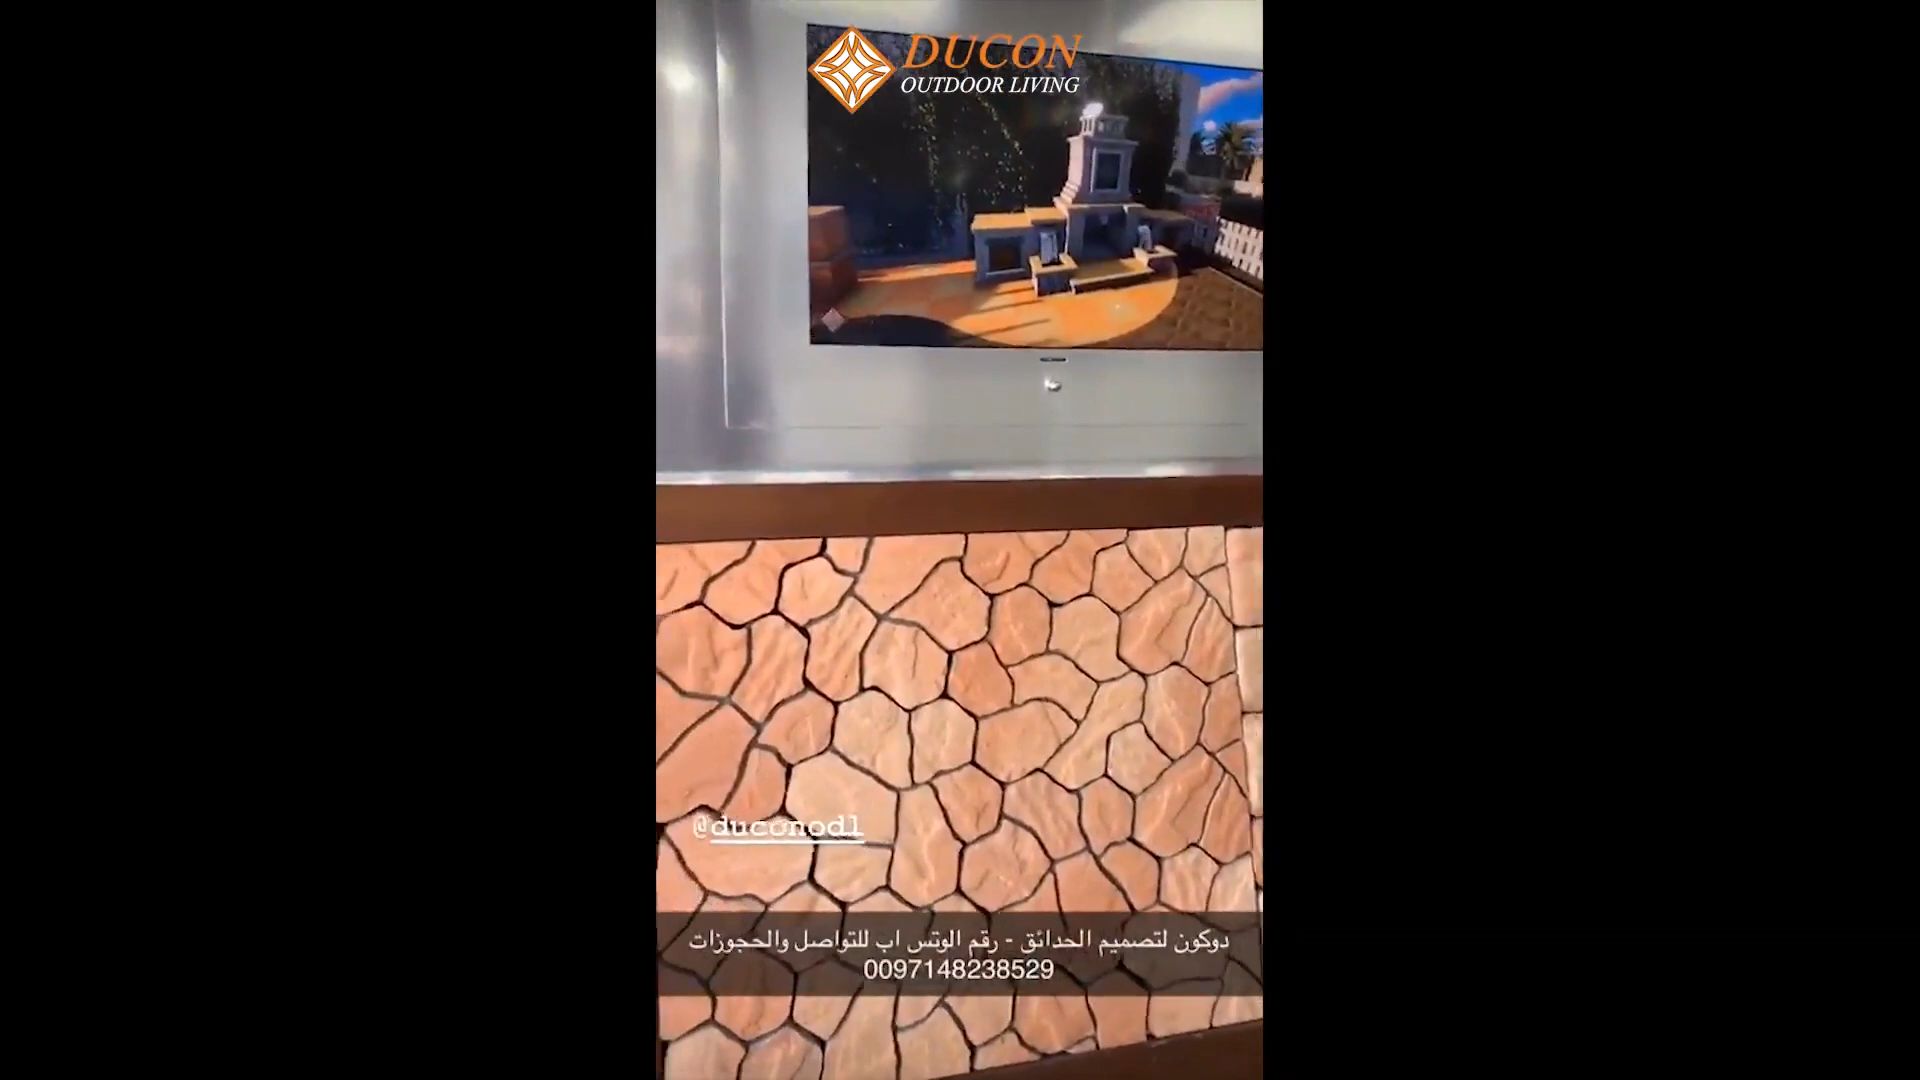 DUCON
OUTDOOR LIVING
@duconodl
دوكون لتصميم الحدائق - رقم الوتس اب للتواصل والحجوزات
0097148238529